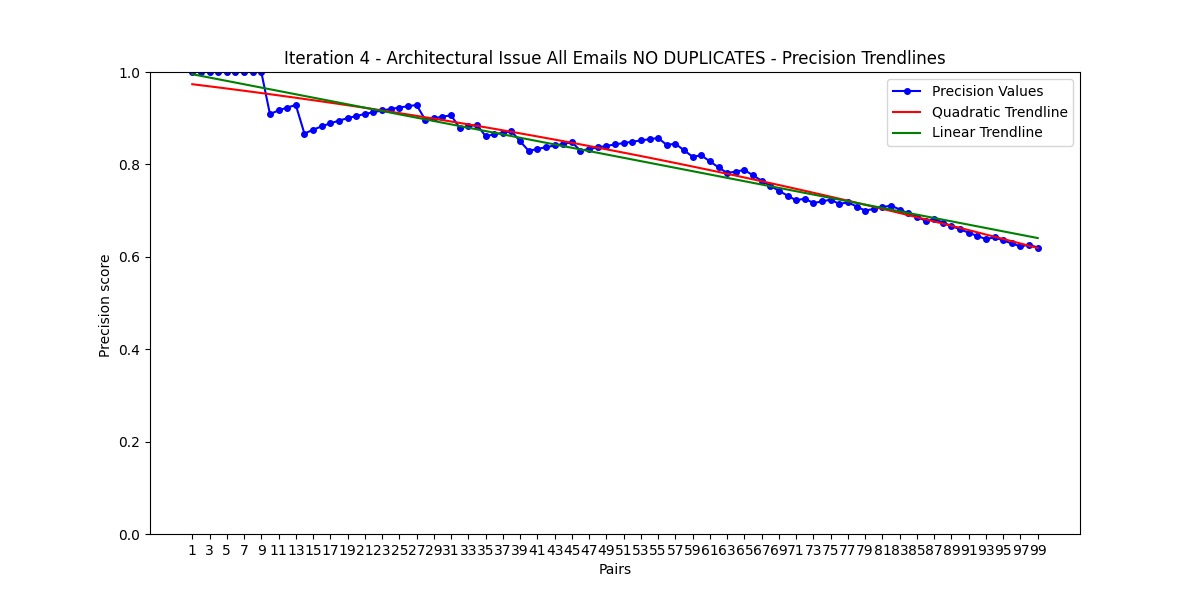 Iteration 4 - Architectural Issue All Emails NO DUPLICATES - Precision Trendlines
Precision Values
Quadratic Trendline
Linear Trendline
Precision score
1.0
0.8
0.6
0.4
0.2
0.0
1 3 5 7 9 11 13 15 17 19 21 23 25 27 29 31 33 35 37 39 41 43 45 47 49 51 53 55 57 59 61 63 65 67 69 71 73 75 77 79 81 83 85 87 89 91 93 95 97 99
Pairs